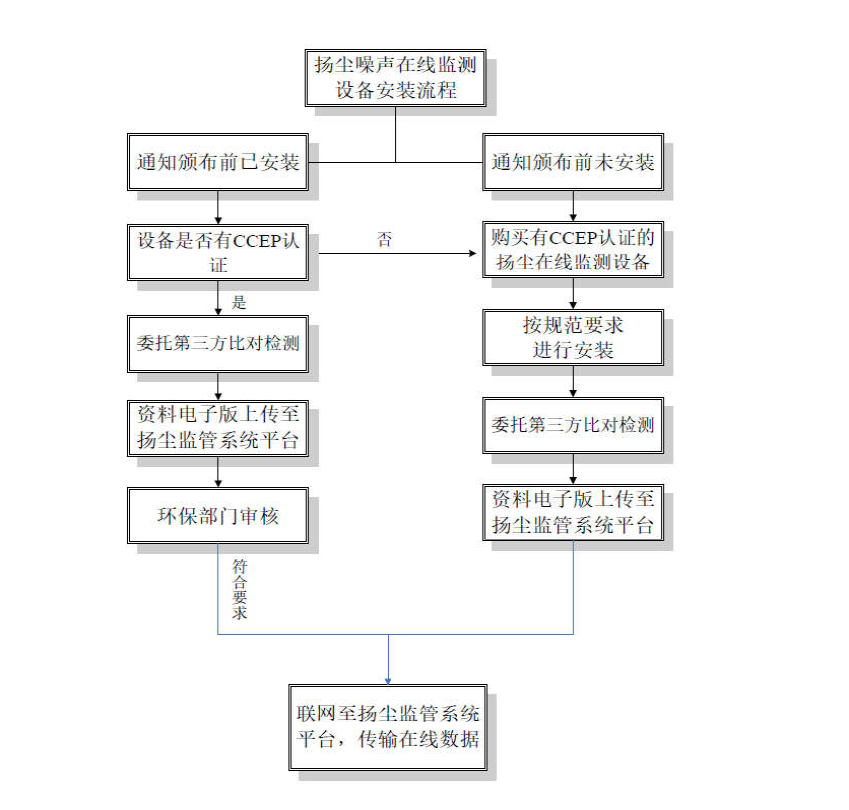 扬尘噪声在线监测
设备安装流程
通知颁布前已安装
通知颁布前未安装
设备是否有CCEP认
证
否
购买有CCEP认证的
扬尘在线监测设备
是
委托第三方比对检测
按规范要求
进行安装
资料电子版上传至
扬尘监管系统平台
委托第三方比对检测
环保部门审核
资料电子版上传至
扬尘监管系统平台
符
合
要
求
联网至扬尘监管系统
平台，传输在线数据